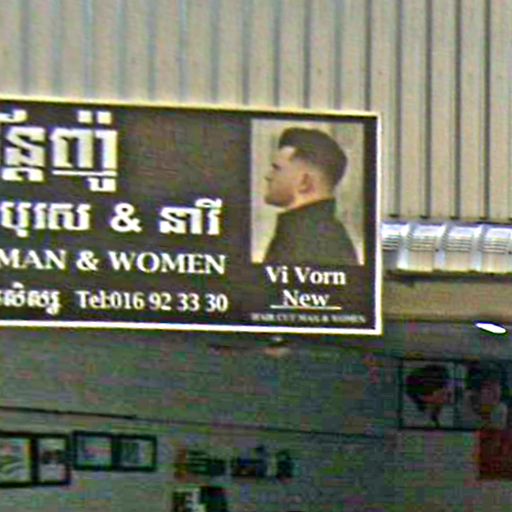 បុរស & នារី
MAN & WOMEN
Tel:016 92 33 30
Vi Vorn
New
HAIR CUT MAN & WOMEN